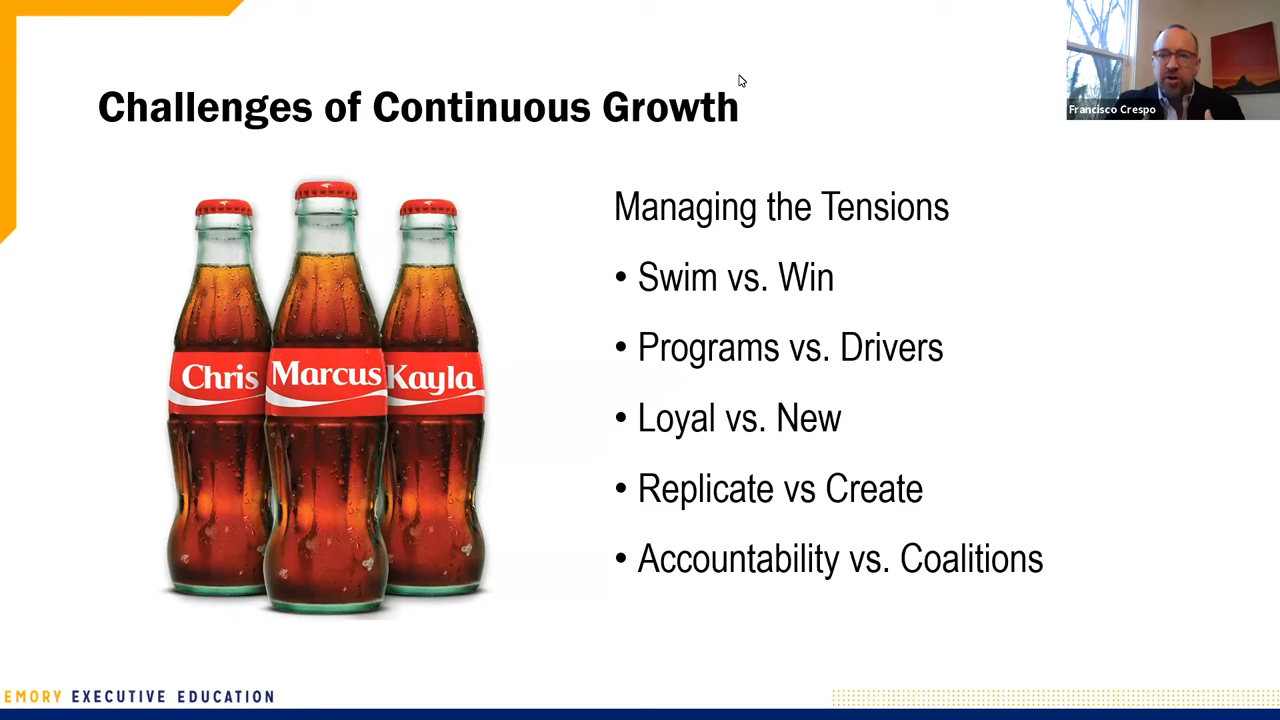 Challenges of Continuous Growth
Francisco Crespo
Chris
Marcus
Kayla
Managing the Tensions
• Swim vs. Win
• Programs vs. Drivers
• Loyal vs. New
• Replicate vs Create
• Accountability vs. Coalitions
EMORY EXECUTIVE EDUCATION